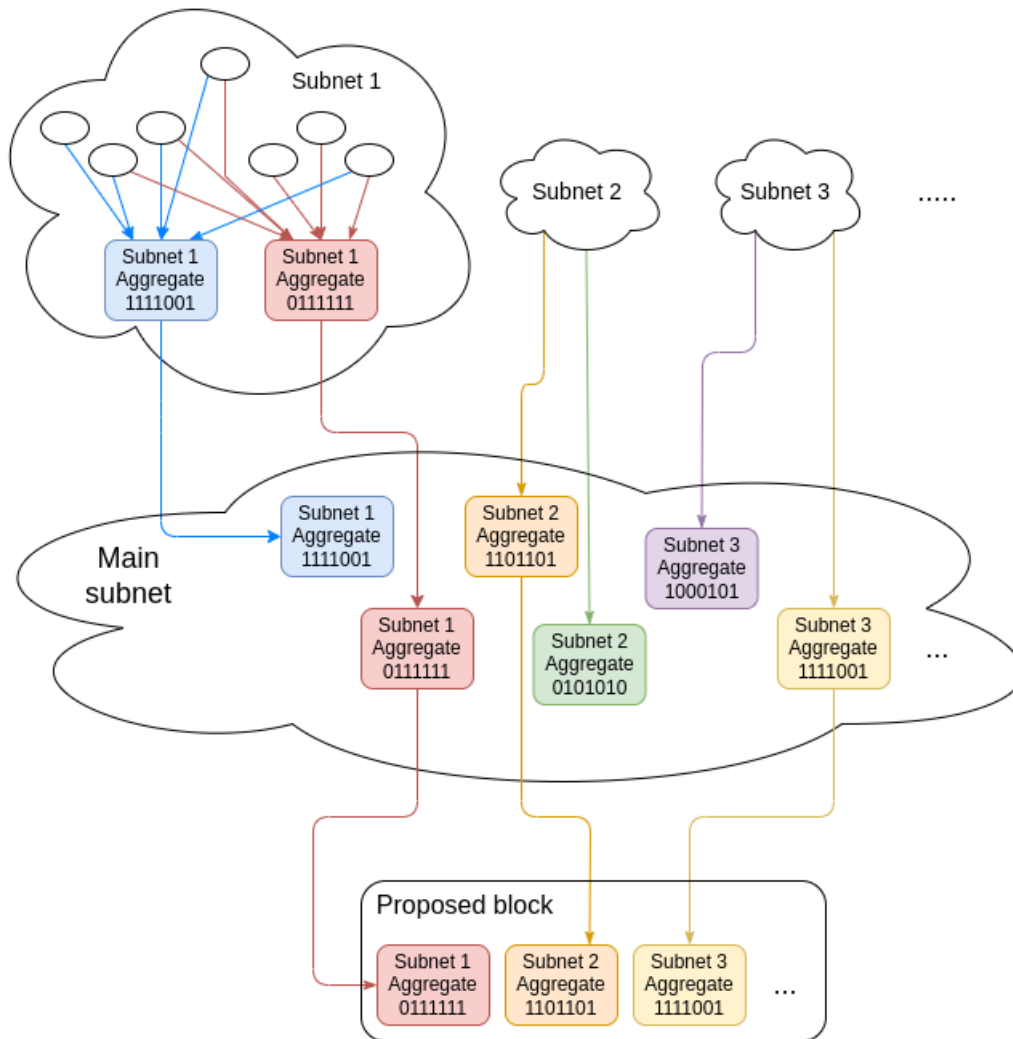 Subnet 1
Subnet 2
Subnet 3
.....
Subnet 1
Aggregate
1111001
Subnet 1
Aggregate
0111111
Main
subnet
Subnet 1
Aggregate
1111001
Subnet 2
Aggregate
1101101
Subnet 3
Aggregate
1000101
Subnet 1
Aggregate
0111111
Subnet 2
Aggregate
0101010
Subnet 3
Aggregate
1111001
...
Proposed block
Subnet 1
Aggregate
0111111
Subnet 2
Aggregate
1101101
Subnet 3
Aggregate
1111001
...